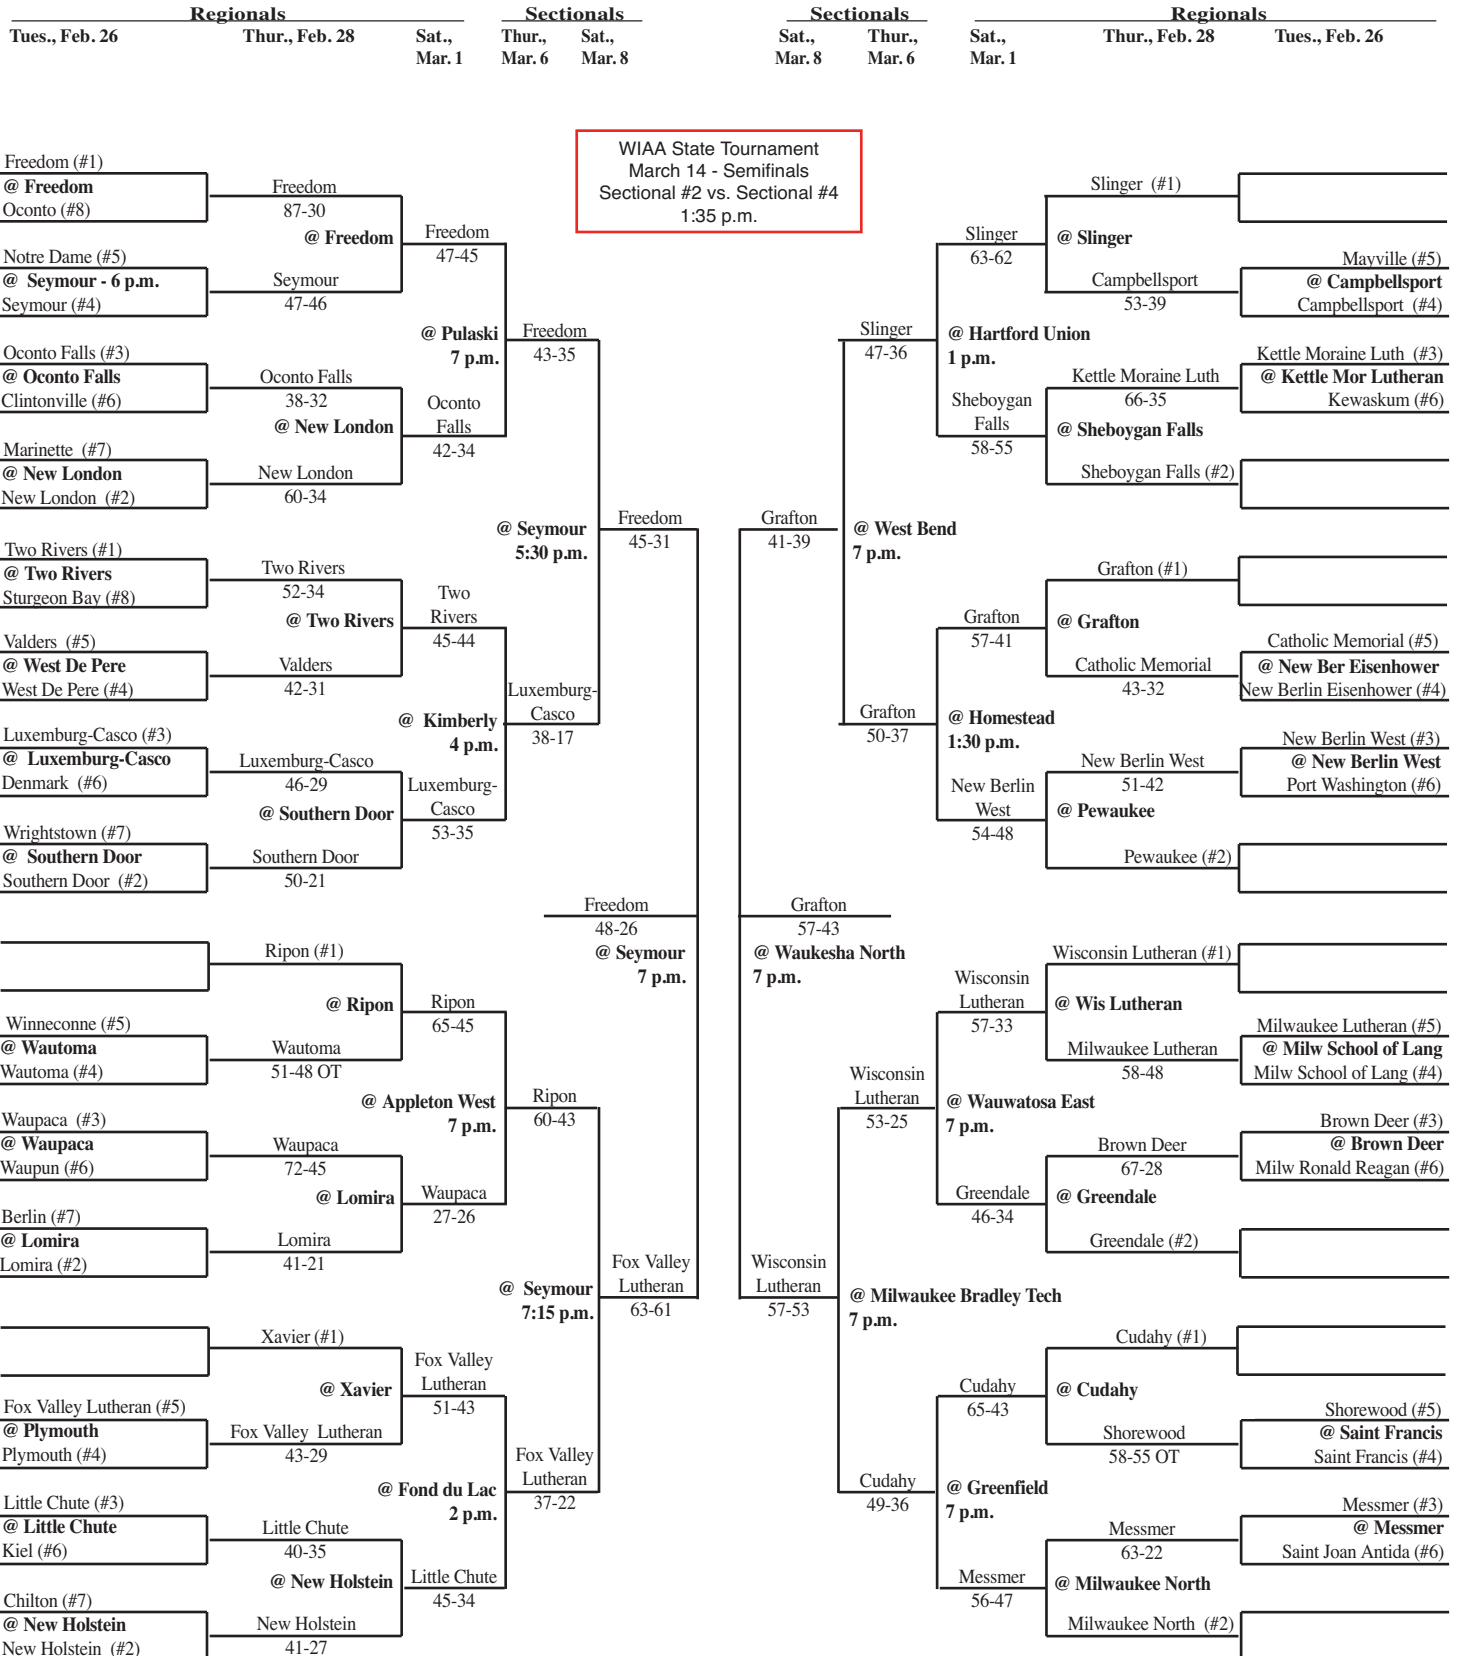 Regionals
Sectionals
Sectionals
Regionals
Tues., Feb. 26
Thur., Feb. 28
Sat.,
Mar. 1
Thur.,
Mar. 6
Sat.,
Mar. 8
Sat.,
Mar. 8
Thur.,
Mar. 6
Sat.,
Mar. 1
Thur., Feb. 28
Tues., Feb. 26
WIAA State Tournament
March 14 - Semifinals
Sectional #2 vs. Sectional #4
1:35 p.m.
Freedom (#1)
@ Freedom
Oconto (#8)
Notre Dame (#5)
@ Seymour - 6 p.m.
Seymour (#4)
Oconto Falls (#3)
@ Oconto Falls
Clintonville (#6)
Marinette (#7)
@ New London
New London (#2)
Two Rivers (#1)
@ Two Rivers
Sturgeon Bay (#8)
Valders (#5)
@ West De Pere
West De Pere (#4)
Luxemburg-Casco (#3)
@ Luxemburg-Casco
Denmark (#6)
Wrightstown (#7)
@ Southern Door
Southern Door (#2)
Winneconne (#5)
@ Wautoma
Wautoma (#4)
Waupaca (#3)
@ Waupaca
Waupun (#6)
Berlin (#7)
@ Lomira
Lomira (#2)
Fox Valley Lutheran (#5)
@ Plymouth
Plymouth (#4)
Little Chute (#3)
@ Little Chute
Kiel (#6)
Chilton (#7)
@ New Holstein
New Holstein (#2)
Freedom
87-30
@ Freedom
Seymour
47-46
Oconto Falls
38-32
@ New London
New London
60-34
Two Rivers
52-34
@ Two Rivers
Valders
42-31
Luxemburg-Casco
46-29
@ Southern Door
Southern Door
50-21
Ripon (#1)
@ Ripon
Wautoma
51-48 OT
Waupaca
72-45
@ Lomira
Lomira
41-21
Xavier (#1)
@ Xavier
Fox Valley Lutheran
43-29
Little Chute
40-35
@ New Holstein
New Holstein
41-27
Freedom
47-45
@ Pulaski
7 p.m.
Oconto
Falls
42-34
Two
Rivers
45-44
@ Kimberly
4 p.m.
Luxemburg-
Casco
53-35
Ripon
65-45
@ Appleton West
7 p.m.
Waupaca
27-26
Fox Valley
Lutheran
51-43
@ Fond du Lac
2 p.m.
Little Chute
45-34
Freedom
43-35
@ Seymour
5:30 p.m.
Luxemburg-
Casco
38-17
Ripon
60-43
@ Seymour
7:15 p.m.
Fox Valley
Lutheran
37-22
Freedom
45-31
Freedom
48-26
@ Seymour
7 p.m.
Fox Valley
Lutheran
63-61
Grafton
41-39
Grafton
57-43
@ Waukesha North
7 p.m.
Wisconsin
Lutheran
57-53
Slinger
47-36
@ West Bend
7 p.m.
Grafton
50-37
Wisconsin
Lutheran
53-25
@ Milwaukee Bradley Tech
7 p.m.
Cudahy
49-36
Slinger
63-62
@ Hartford Union
1 p.m.
Sheboygan
Falls
58-55
Grafton
57-41
@ Homestead
1:30 p.m.
New Berlin
West
54-48
Wisconsin
Lutheran
57-33
@ Wauwatosa East
7 p.m.
Greendale
46-34
Cudahy
65-43
@ Greenfield
7 p.m.
Messmer
56-47
Slinger (#1)
@ Slinger
Campbellsport
53-39
Kettle Moraine Luth
66-35
@ Sheboygan Falls
Sheboygan Falls (#2)
Grafton (#1)
@ Grafton
Catholic Memorial
43-32
New Berlin West
51-42
@ Pewaukee
Pewaukee (#2)
Wisconsin Lutheran (#1)
@ Wis Lutheran
Milwaukee Lutheran
58-48
Brown Deer
67-28
@ Greendale
Greendale (#2)
Cudahy (#1)
@ Cudahy
Shorewood
58-55 OT
Messmer
63-22
@ Milwaukee North
Milwaukee North (#2)
Mayville (#5)
@ Campbellsport
Campbellsport (#4)
Kettle Moraine Luth (#3)
@ Kettle Mor Lutheran
Kewaskum (#6)
Catholic Memorial (#5)
@ New Ber Eisenhower
New Berlin Eisenhower (#4)
New Berlin West (#3)
@ New Berlin West
Port Washington (#6)
Milwaukee Lutheran (#5)
@ Milw School of Lang
Milw School of Lang (#4)
Brown Deer (#3)
@ Brown Deer
Milw Ronald Reagan (#6)
Shorewood (#5)
@ Saint Francis
Saint Francis (#4)
Messmer (#3)
@ Messmer
Saint Joan Antida (#6)